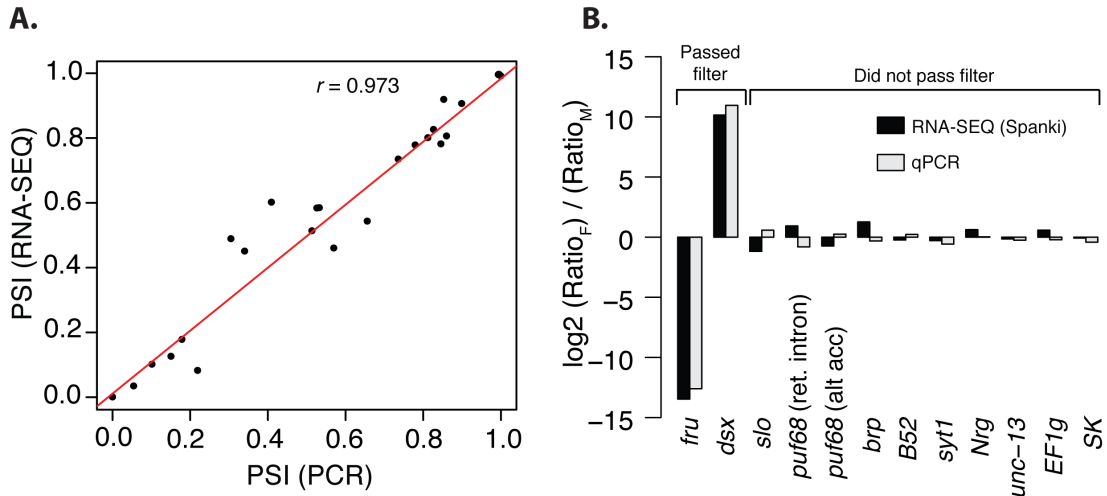 A.
r = 0.973
PSI (RNA-SEQ)
1.0
0.8
0.6
0.4
0.2
0.0
0.0 0.2 0.4 0.6 0.8 1.0
PSI (PCR)
B.
Passed
filter
Did not pass filter
RNA-SEQ (Spanki)
qPCR
log2 (RatioF) / (RatioM)
15
10
5
0
−5
−10
−15
fru
dsx
slo
puf68 (ret. intron)
puf68 (alt acc)
brp
B52
syt1
Nrg
unc−13
EF1g
SK